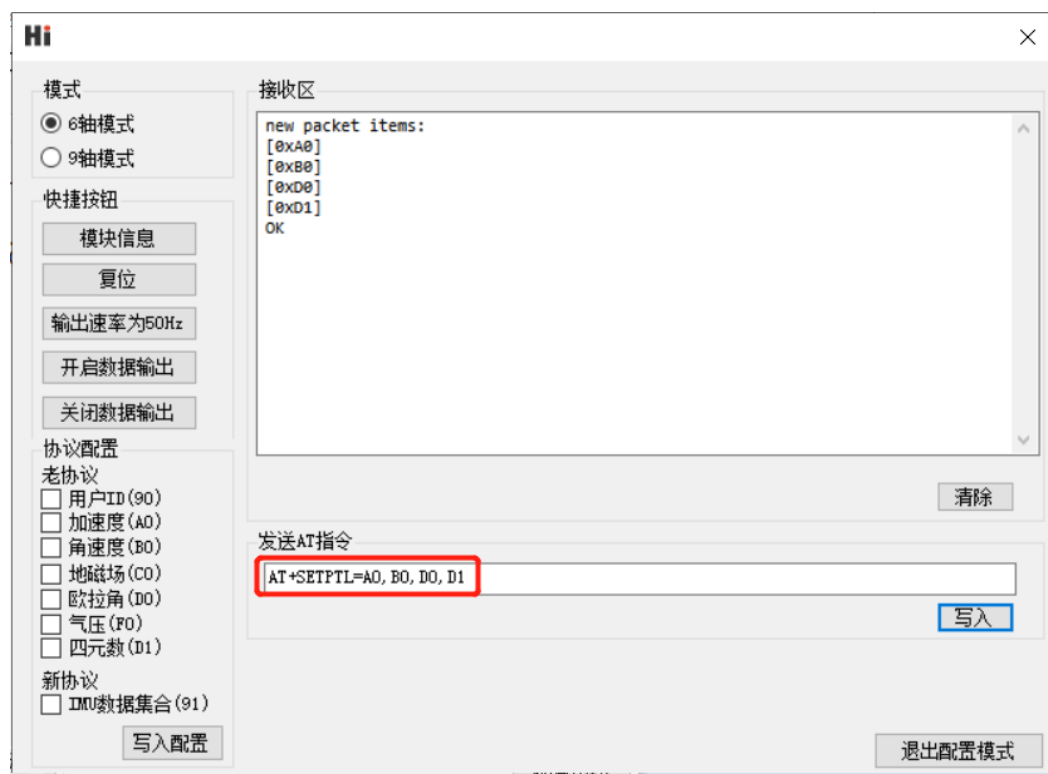 Hi
模式
6轴模式
9轴模式
快捷按钮
模块信息
复位
输出速率为50Hz
开启数据输出
关闭数据输出
协议配置
老协议
用户ID(90)
加速度(A0)
角速度(B0)
地磁场(C0)
欧拉角(D0)
气压(F0)
四元数(D1)
新协议
IMU数据集合(91)
写入配置
接收区
new packet items:
[0xA0]
[0xB0]
[0xD0]
[0xD1]
OK
清除
发送AT指令
AT+SETPTL=A0,B0,D0,D1
写入
退出配置模式